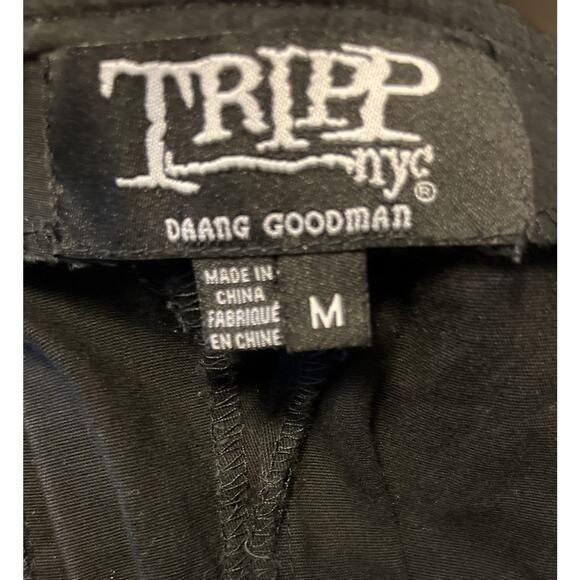 TRIPP
nyc®
DAANG GOODMAN
MADE IN
CHINA
FABRIQUÉ
EN CHINE
M